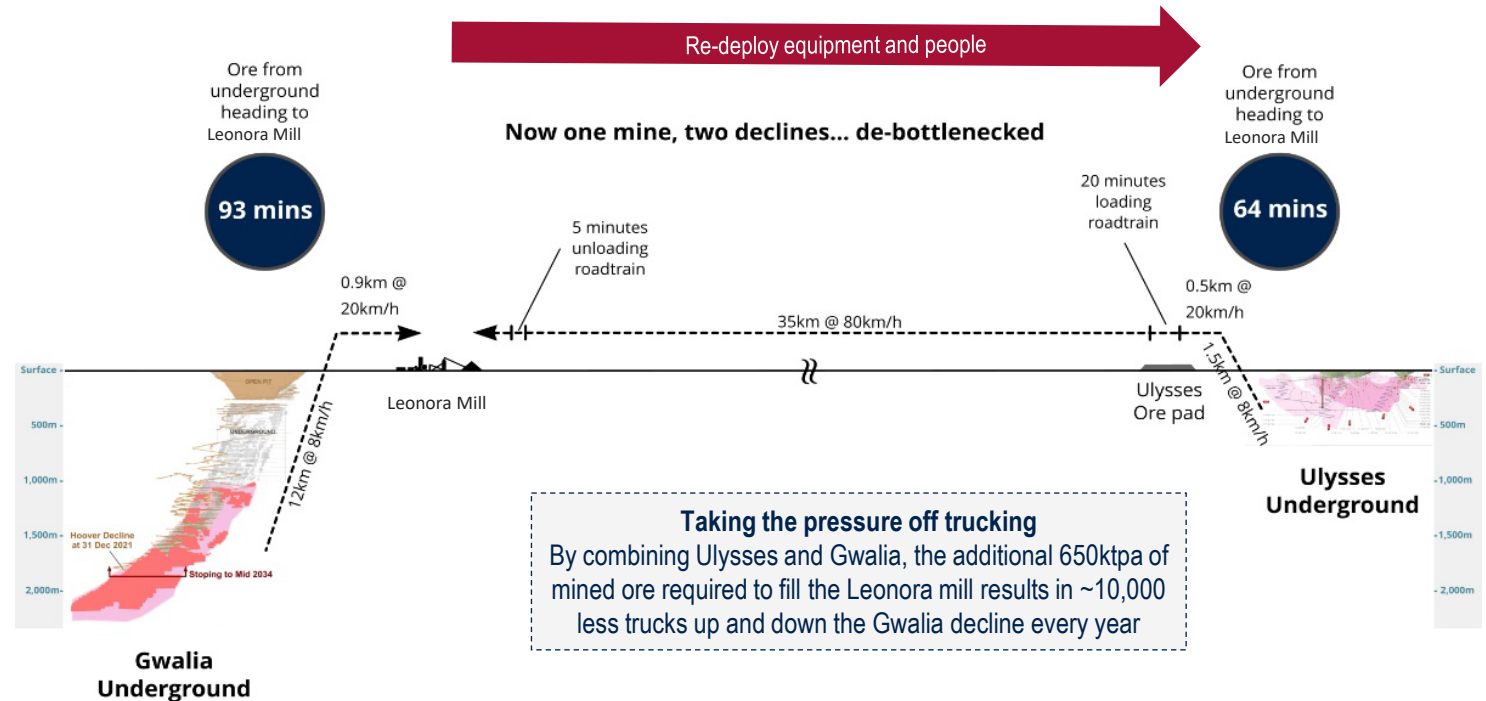 Re-deploy equipment and people
Ore from
underground
heading to
Leonora Mill
93 mins
Now one mine, two declines... de-bottlenecked
Ore from
underground
heading to
Leonora Mill
64 mins
5 minutes
unloading
roadtrain
20 minutes
loading
roadtrain
0.9km @
20km/h
35km @ 80km/h
0.5km @
20km/h
1.5km @ 8km/h
12km @ 8km/h
Surface
500m
1,000m
1,500m
2,000m
OPEN PIT
UNDERGROUND
Hoover Decline
at 31 Dec 2021
Stoping to Mid 2034
Gwalia
Underground
Leonora Mill
Ulysses
Ore pad
Surface
500m
1,000m
1,500m
2,000m
Ulysses
Underground
Taking the pressure off trucking
By combining Ulysses and Gwalia, the additional 650ktpa of
mined ore required to fill the Leonora mill results in ~10,000
less trucks up and down the Gwalia decline every year